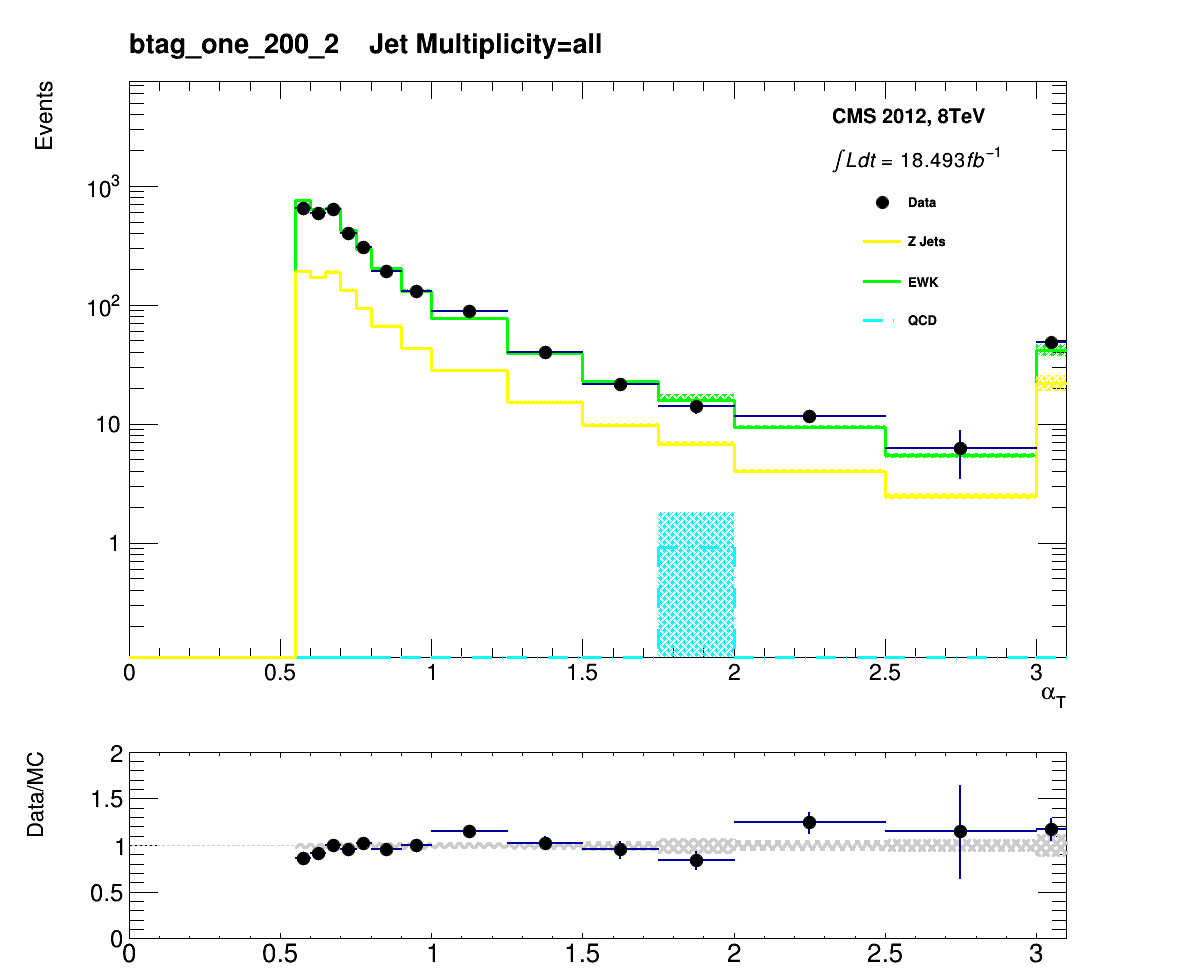 btag_one_200_2 Jet Multiplicity=all
Events
CMS 2012, 8TeV
∫Ldt = 18.493fb⁻¹
Data
Z Jets
EWK
QCD
10³
10²
10
1
0 0.5 1 1.5 2 2.5 3
α_T
Data/MC
2
1.5
1
0.5
0
0 0.5 1 1.5 2 2.5 3